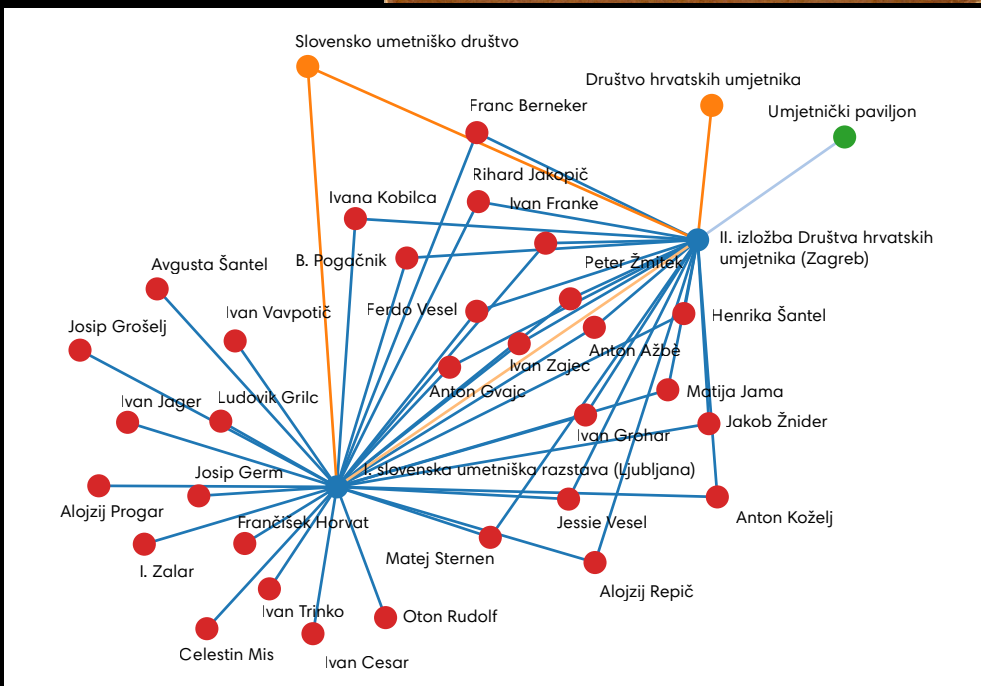 Slovensko umetniško društvo
Društvo hrvatskih umjetnika
Franc Berneker
Umjetnički paviljon
Rihard Jakopič
Ivana Kobilca
Ivan Franke
II. izložba Društva hrvatskih
umjetnika (Zagreb)
B. Pogačnik
Peter Žmitek
Avgusta Šantel
Ivan Vavpotič
Ferdo Vesel
Henrika Šantel
Josip Grošelj
Anton Ažbè
Ivan Zajec
Anton Gvajc
Matija Jama
Ivan Jager
Ludovik Grilc
Jakob Žnider
Ivan Grohar
I. slovenska umetniška razstava (Ljubljana)
Josip Germ
Alojzij Progar
Frančišek Horvat
Jessie Vesel
Anton Koželj
Matej Sternen
I. Zalar
Alojzij Repič
Ivan Trinko
Oton Rudolf
Celestin Mis
Ivan Cesar